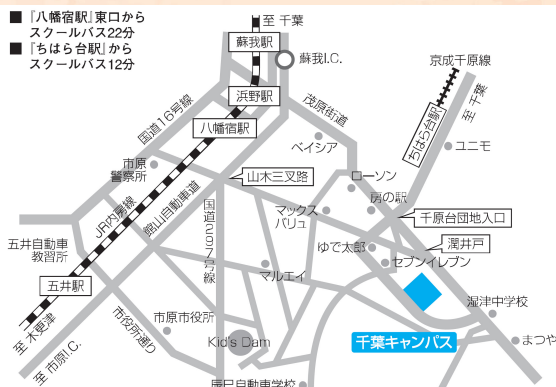 ■ 『八幡宿駅』東口から
スクールバス22分
■ 『ちはら台駅』から
スクールバス12分
至 千葉
蘇我駅
蘇我I.C.
京成千原線
浜野駅
国道16号線
茂原街道
至 千葉
ちはら台駅
八幡宿駅
ベイシア
ユニモ
市原
警察所
山木三叉路
ローソン
房の駅
JR内房線
館山自動車道
国道297号線
マックス
バリュ
千原台団地入口
五井自動車
教習所
ゆで太郎
潤井戸
マルエイ
セブンイレブン
五井駅
湿津中学校
至 木更津
市役所通り
市原市役所
Kid's Dam
千葉キャンパス
まつや
至 市原I.C.
辰巳自動車学校